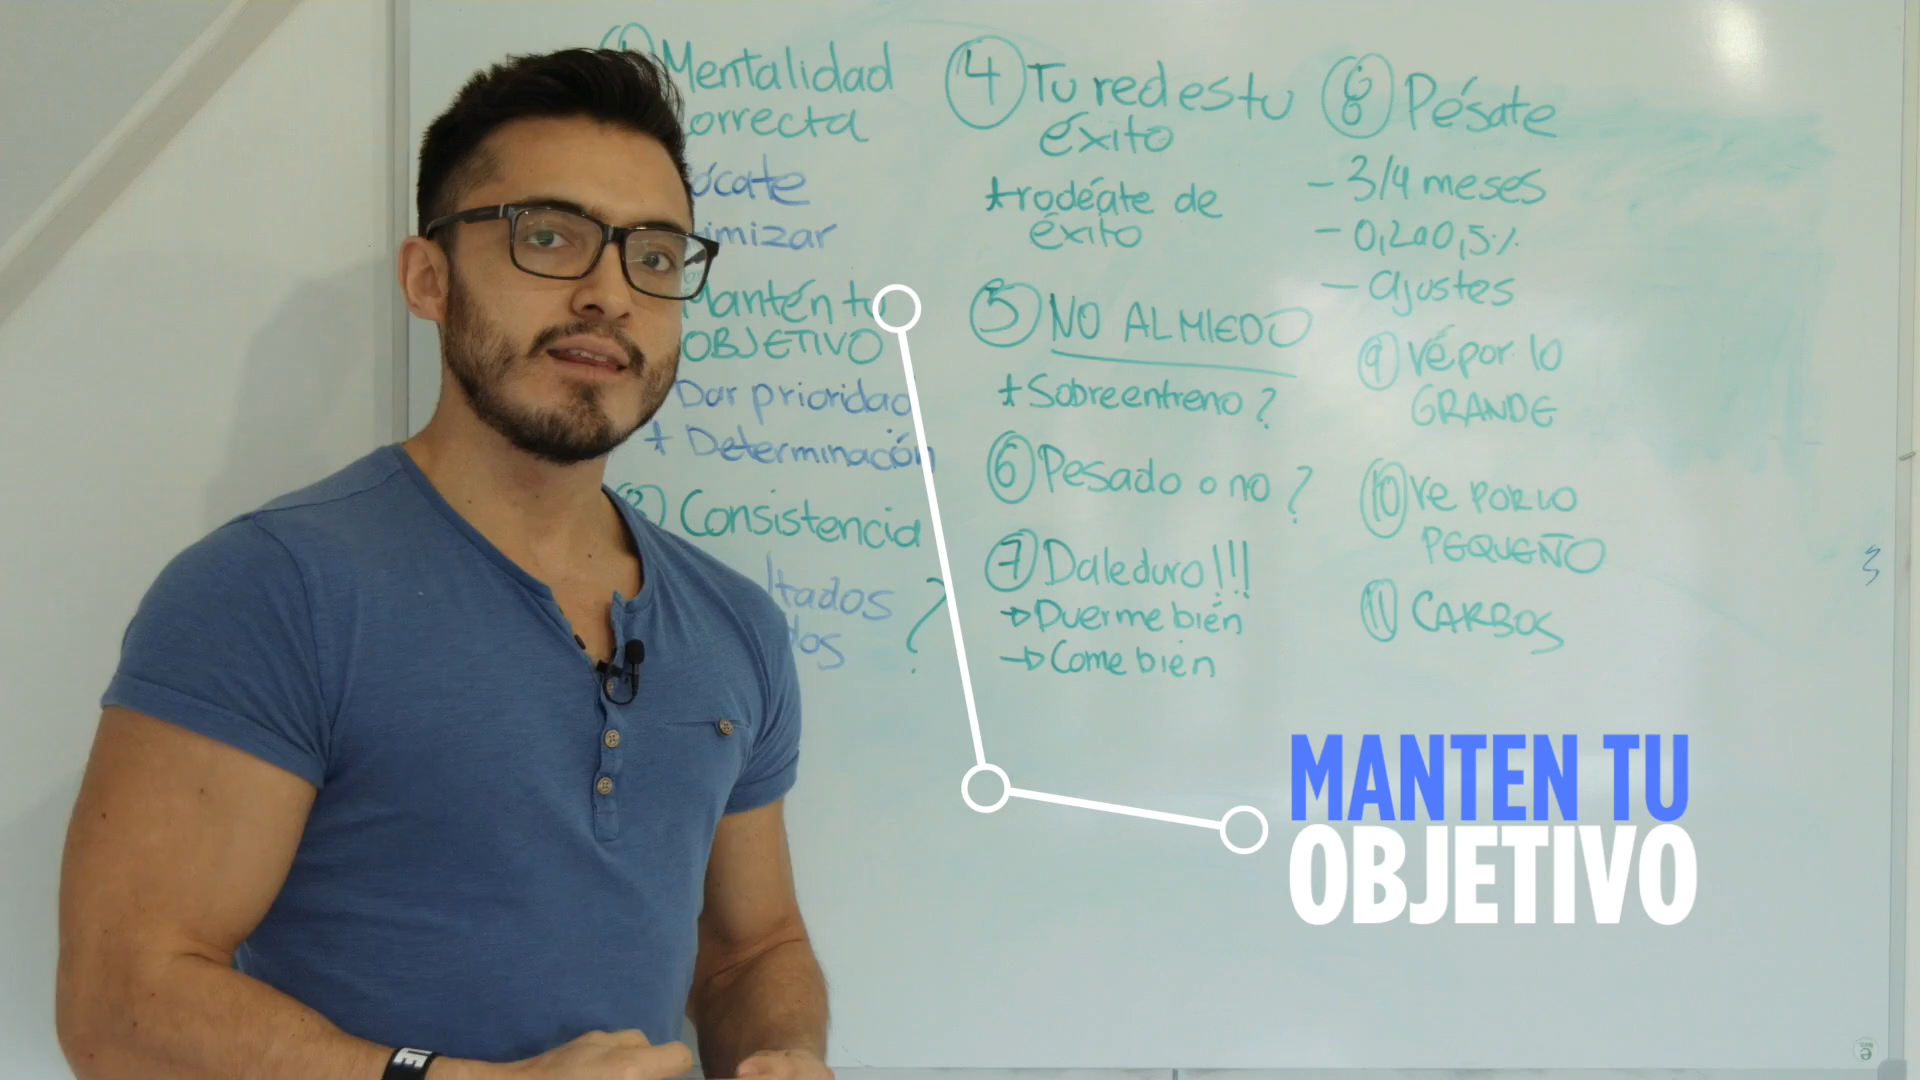 Mentalidad
orrecta
ócate
imizar
Mantén tu
OBJETIVO
Dar prioridad
* Determinación
③ Consistencia
ltados
dos ?
④ Tu red es tu
éxito
*rodéate de
éxito
⑤ NO AL MIEDO
* Sobreentreno ?
⑥ Pesado o no ?
⑦ Daleduro!!!
→ Duerme bién
→ Come bien
⑧ Pésate
- 3/4 meses
- 0,2 a 0,5%
- ajustes
⑨ Vé por lo
GRANDE
⑩ Ve POR LO
PEQUEÑO
⑪ CARBOS
MANTEN TU
OBJETIVO